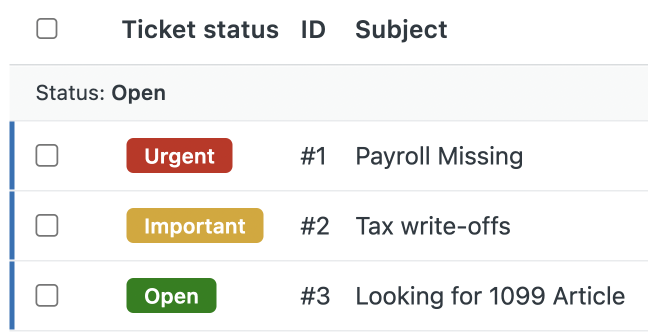 Ticket status ID Subject
Status: Open
Urgent #1 Payroll Missing
Important #2 Tax write-offs
Open #3 Looking for 1099 Article